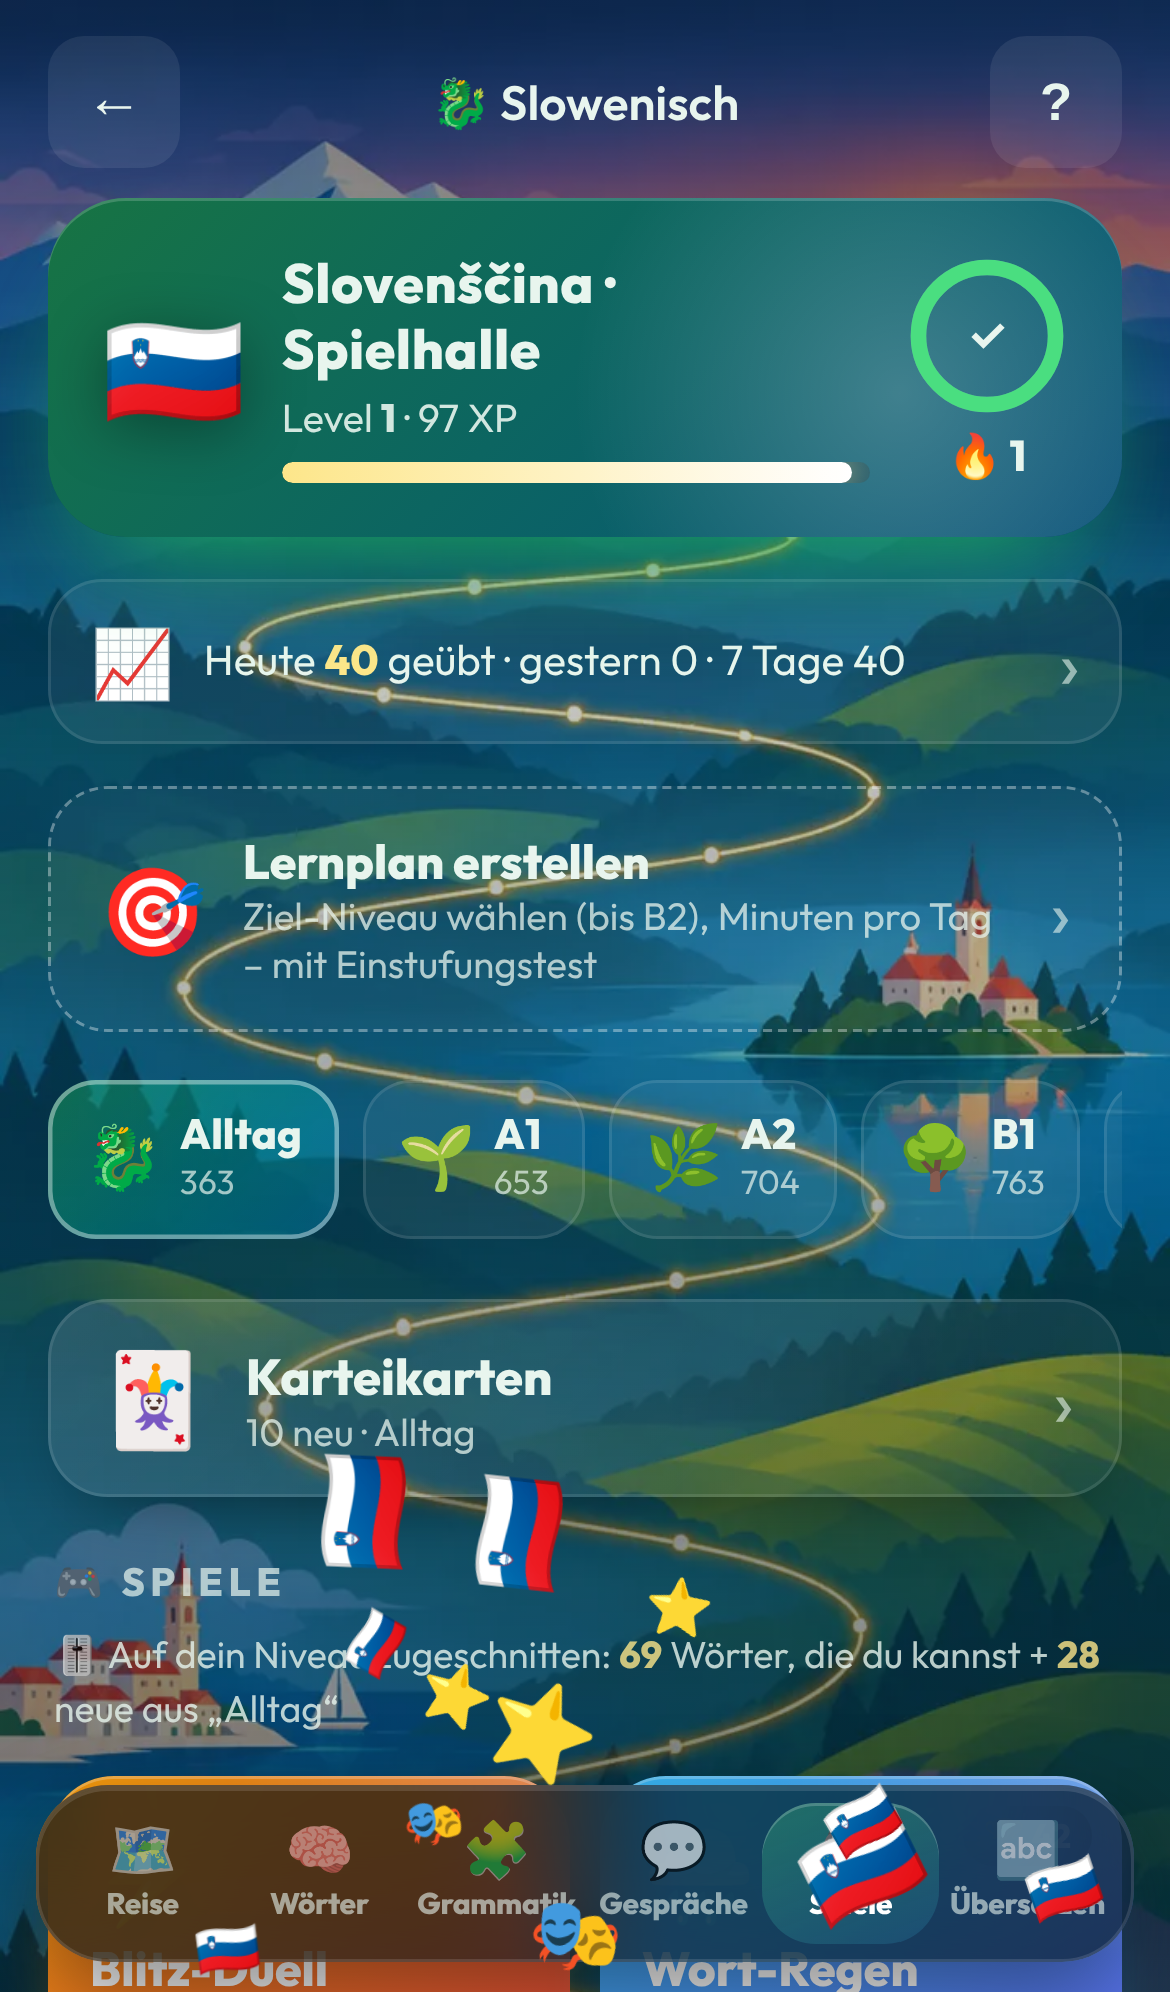 ←
Slowenisch
?
Slovenščina ·
Spielhalle
Level 1 · 97 XP
1
Heute 40 geübt · gestern 0 · 7 Tage 40
Lernplan erstellen
Ziel-Niveau wählen (bis B2), Minuten pro Tag
– mit Einstufungstest
Alltag
363
A1
653
A2
704
B1
763
Karteikarten
10 neu · Alltag
SPIELE
Auf dein Niveau zugeschnitten: 69 Wörter, die du kannst + 28
neue aus „Alltag“
abc
Reise
Wörter
Grammatik
Gespräche
Blitz-Duell
Wort-Regen